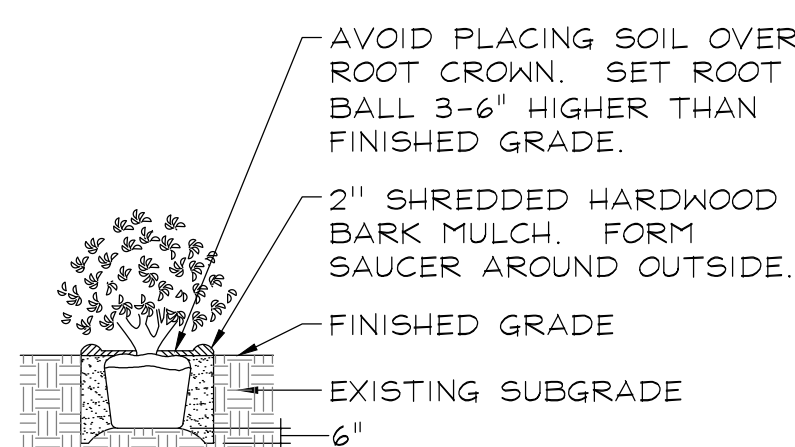 AVOID PLACING SOIL OVER
ROOT CROWN. SET ROOT
BALL 3-6" HIGHER THAN
FINISHED GRADE.
2" SHREDDED HARDWOOD
BARK MULCH. FORM
SAUCER AROUND OUTSIDE.
FINISHED GRADE
EXISTING SUBGRADE
6"